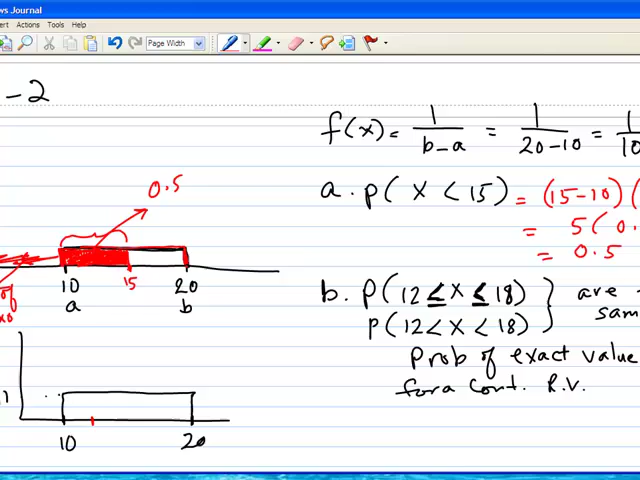 ws Journal
ert Actions Tools Help
Page Width
-2
f(x) = 1/(b-a) = 1/(20-10) = 1/10
0.5
a. p( X < 15) = (15-10)(
= 5(0.
= 0.5
10 15 20
a b
of
b. P(12 ≤ X ≤ 18) } are
P(12 < X < 18) } sam
Prob of exact value
for a cont. R.V.
10 20